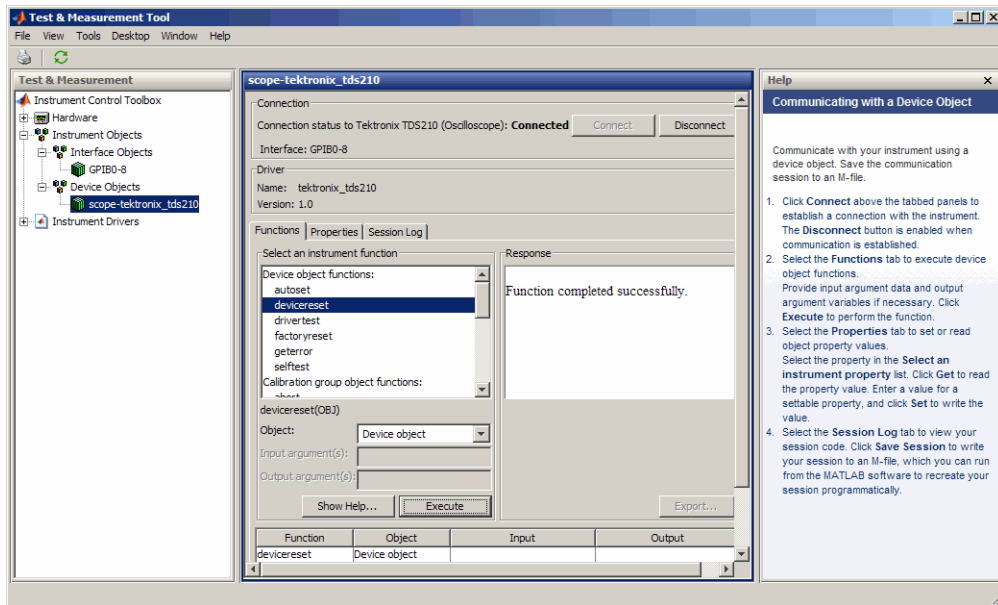 Test & Measurement Tool
File View Tools Desktop Window Help
Test & Measurement
Instrument Control Toolbox
Hardware
Instrument Objects
Interface Objects
GPIB0-8
Device Objects
scope-tektronix_tds210
Instrument Drivers
scope-tektronix_tds210
Connection
Connection status to Tektronix TDS210 (Oscilloscope): Connected
Connect
Disconnect
Interface: GPIB0-8
Driver
Name: tektronix_tds210
Version: 1.0
Functions Properties Session Log
Select an instrument function
Device object functions:
autoset
devicereset
drivertest
factoryreset
geterror
selftest
Calibration group object functions:
abort
devicereset(OBJ)
Object: Device object
Input argument(s):
Output argument(s):
Show Help... Execute
Response
Function completed successfully.
Export...
Function Object Input Output
devicereset Device object
Help
Communicating with a Device Object
Communicate with your instrument using a
device object. Save the communication
session to an M-file.
1. Click Connect above the tabbed panels to
establish a connection with the instrument.
The Disconnect button is enabled when
communication is established.
2. Select the Functions tab to execute device
object functions.
Provide input argument data and output
argument variables if necessary. Click
Execute to perform the function.
3. Select the Properties tab to set or read
object property values.
Select the property in the Select an
instrument property list. Click Get to read
the property value. Enter a value for a
settable property, and click Set to write the
value.
4. Select the Session Log tab to view your
session code. Click Save Session to write
your session to an M-file, which you can run
from the MATLAB software to recreate your
session programmatically.